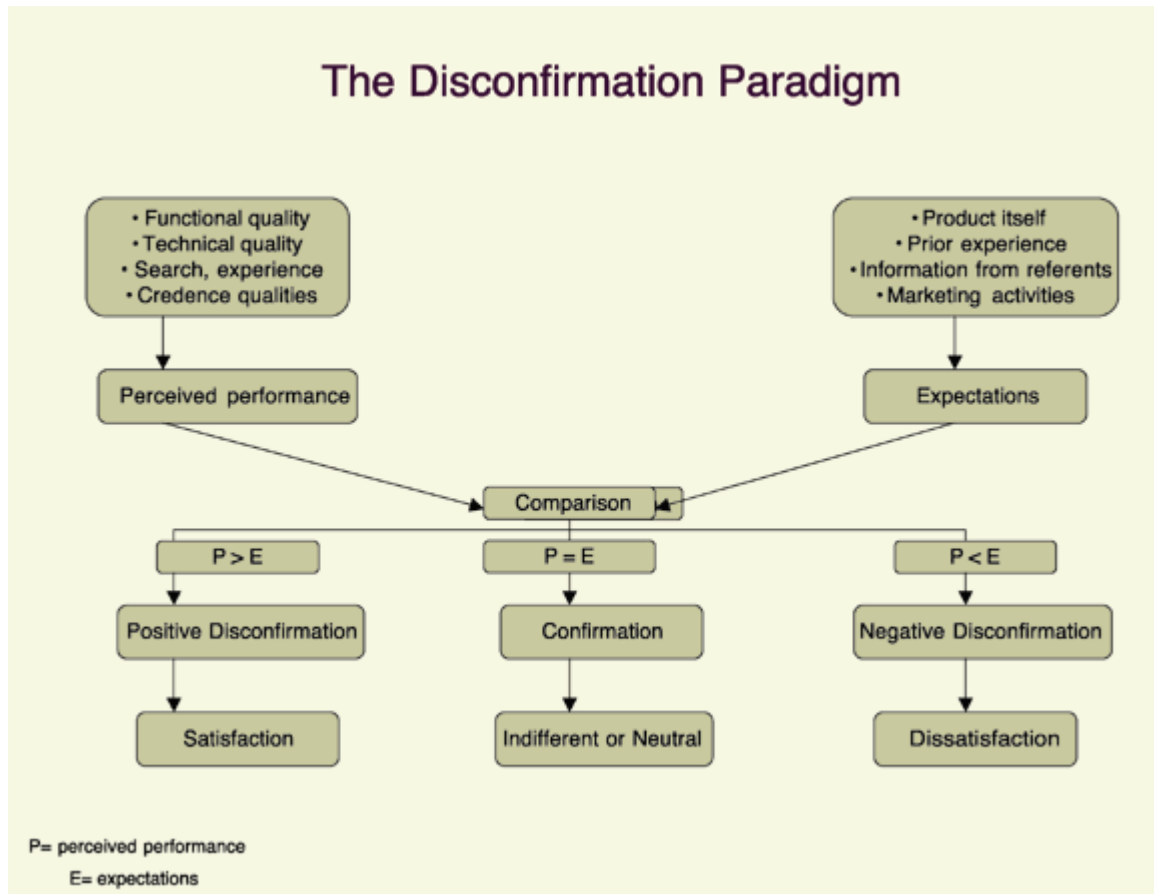 The Disconfirmation Paradigm
• Functional quality
• Technical quality
• Search, experience
• Credence qualities
• Product itself
• Prior experience
• Information from referents
• Marketing activities
Perceived performance
Expectations
Comparison
P > E
P = E
P < E
Positive Disconfirmation
Confirmation
Negative Disconfirmation
Satisfaction
Indifferent or Neutral
Dissatisfaction
P= perceived performance
E= expectations